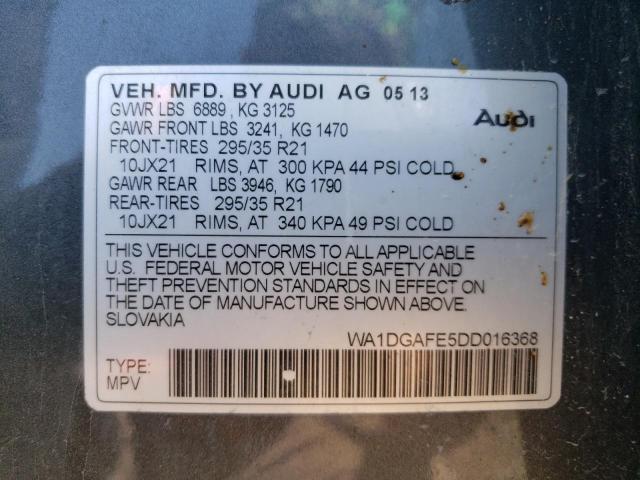 VEH. MFD. BY AUDI AG 05 13
GVWR LBS 6889, KG 3125
GAWR FRONT LBS 3241, KG 1470
FRONT-TIRES 295/35 R21
10JX21 RIMS, AT 300 KPA 44 PSI COLD
GAWR REAR LBS 3946, KG 1790
REAR-TIRES 295/35 R21
10JX21 RIMS, AT 340 KPA 49 PSI COLD
Audi
THIS VEHICLE CONFORMS TO ALL APPLICABLE
U.S. FEDERAL MOTOR VEHICLE SAFETY AND
THEFT PREVENTION STANDARDS IN EFFECT ON
THE DATE OF MANUFACTURE SHOWN ABOVE.
SLOVAKIA
WA1DGAFE5DD016368
TYPE:
MPV